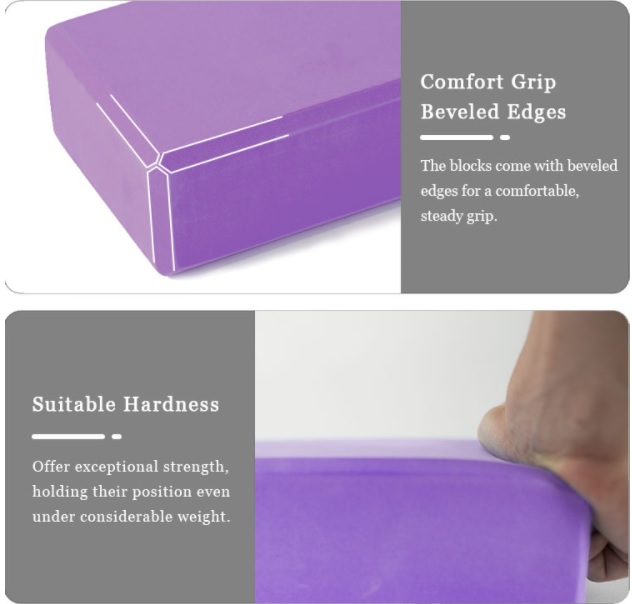 Comfort Grip
Beveled Edges
The blocks come with beveled
edges for a comfortable,
steady grip.
Suitable Hardness
Offer exceptional strength,
holding their position even
under considerable weight.